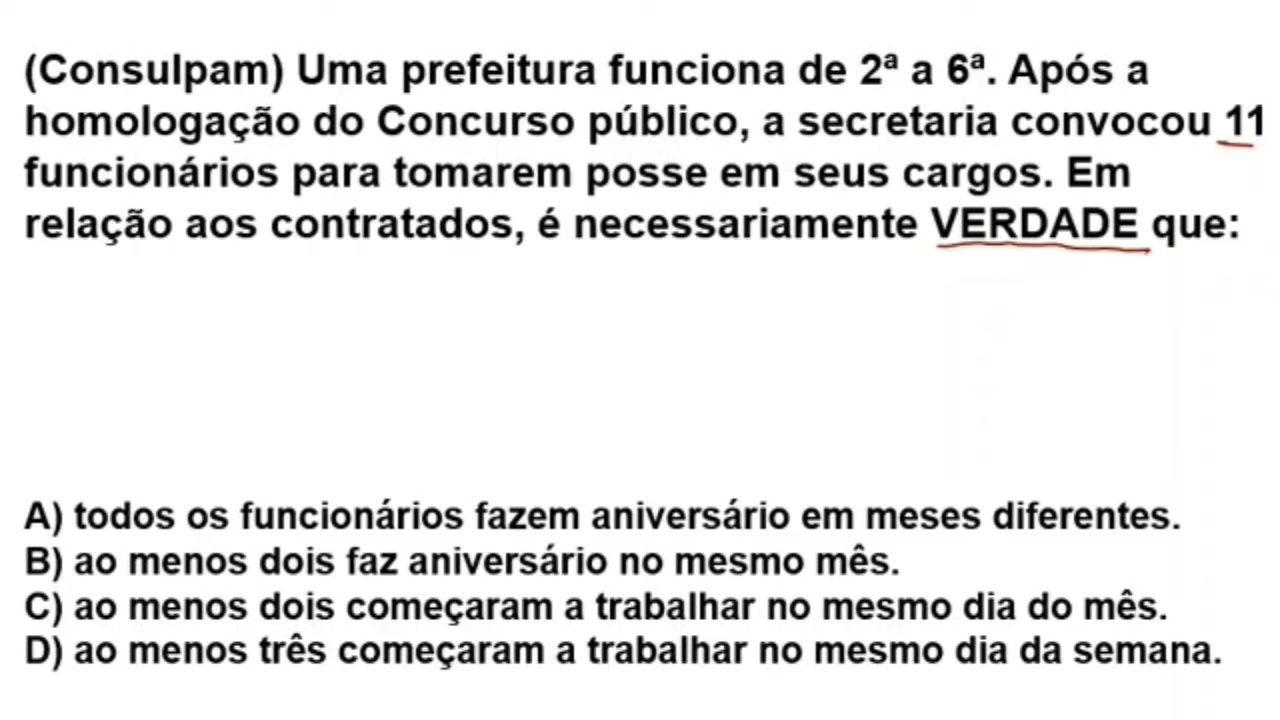 (Consulpam) Uma prefeitura funciona de 2ª a 6ª. Após a
homologação do Concurso público, a secretaria convocou 11
funcionários para tomarem posse em seus cargos. Em
relação aos contratados, é necessariamente VERDADE que:
A) todos os funcionários fazem aniversário em meses diferentes.
B) ao menos dois faz aniversário no mesmo mês.
C) ao menos dois começaram a trabalhar no mesmo dia do mês.
D) ao menos três começaram a trabalhar no mesmo dia da semana.